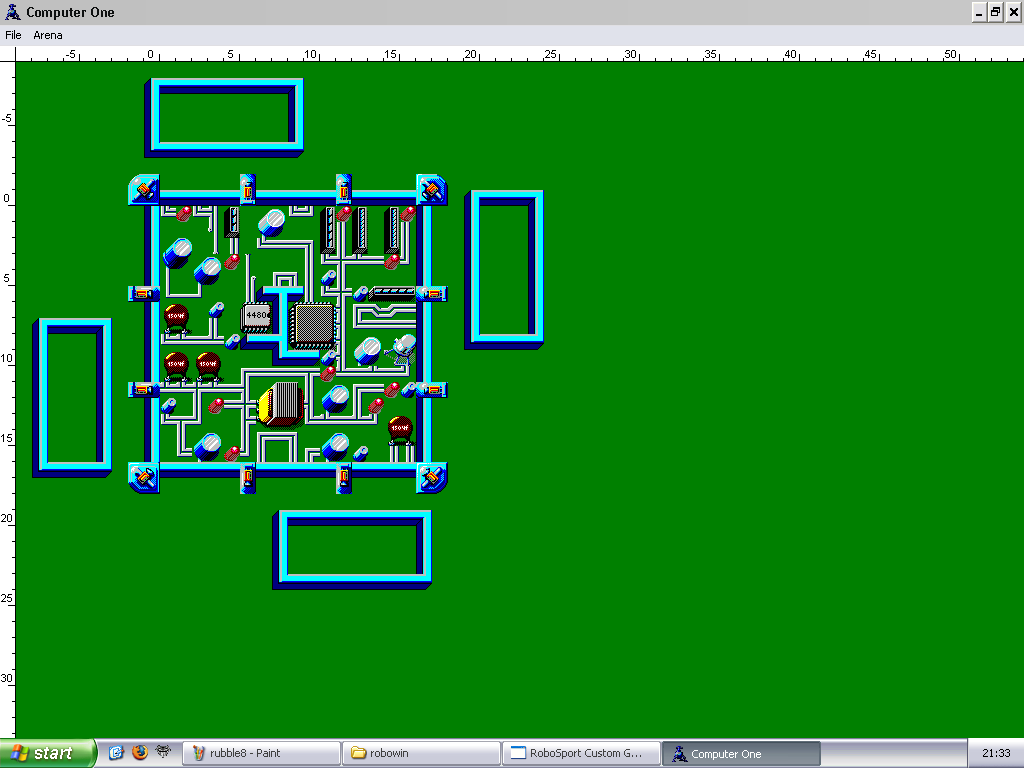 Computer One
File Arena
-5 0 5 10 15 20 25 30 35 40 45 50
-5
0
5
10
15
20
25
30
4480
150uf
150uf 150uf
150uf
start rubble8 - Paint robowin RoboSport Custom G... Computer One 21:33